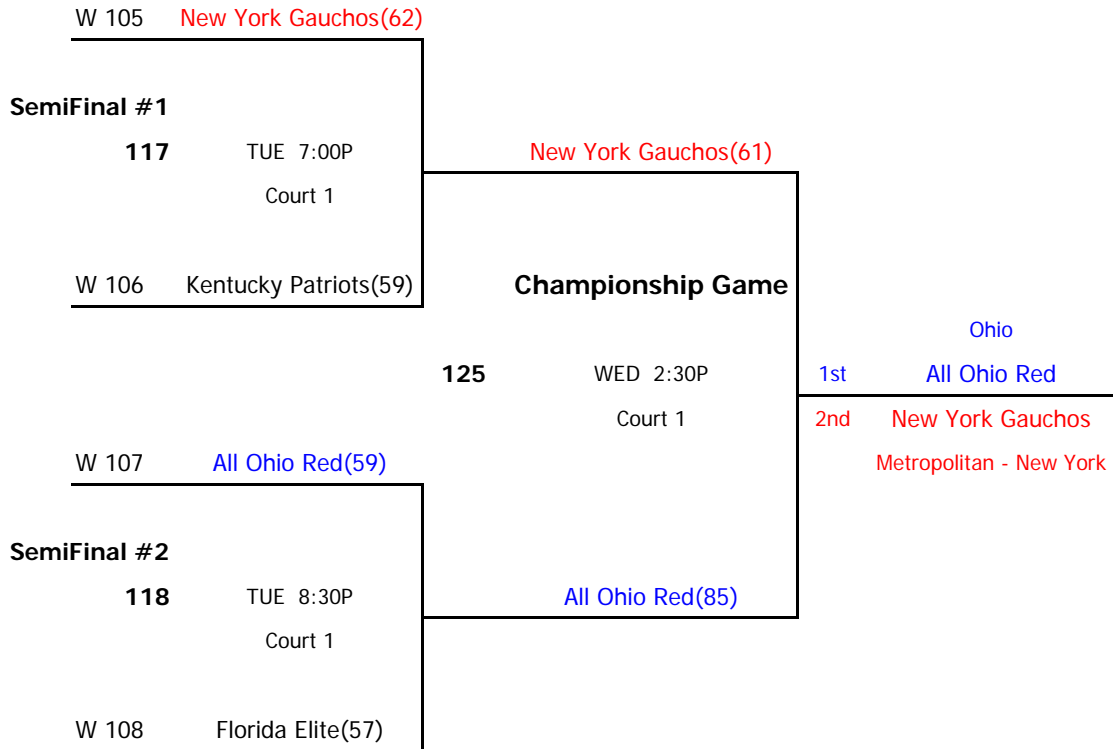 W 105 New York Gauchos(62)
SemiFinal #1
117 TUE 7:00P New York Gauchos(61)
Court 1
W 106 Kentucky Patriots(59) Championship Game
Ohio
125 WED 2:30P 1st All Ohio Red
Court 1 2nd New York Gauchos
W 107 All Ohio Red(59) Metropolitan - New York
SemiFinal #2
118 TUE 8:30P All Ohio Red(85)
Court 1
W 108 Florida Elite(57)